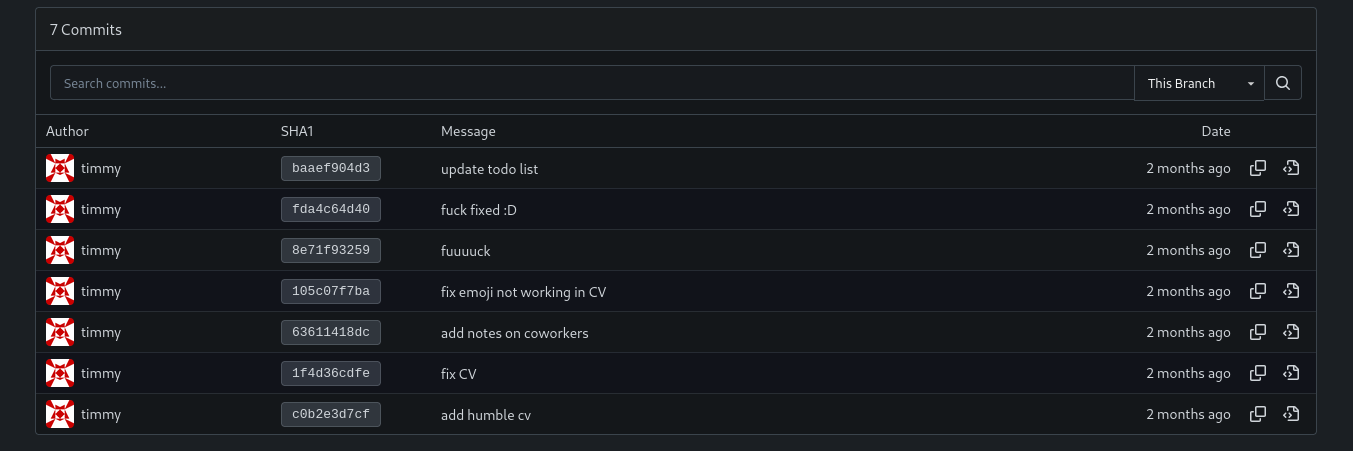 7 Commits
Search commits... This Branch
Author SHA1 Message Date
timmy baaef904d3 update todo list 2 months ago
timmy fda4c64d40 fuck fixed :D 2 months ago
timmy 8e71f93259 fuuuuck 2 months ago
timmy 105c07f7ba fix emoji not working in CV 2 months ago
timmy 63611418dc add notes on coworkers 2 months ago
timmy 1f4d36cdfe fix CV 2 months ago
timmy c0b2e3d7cf add humble cv 2 months ago